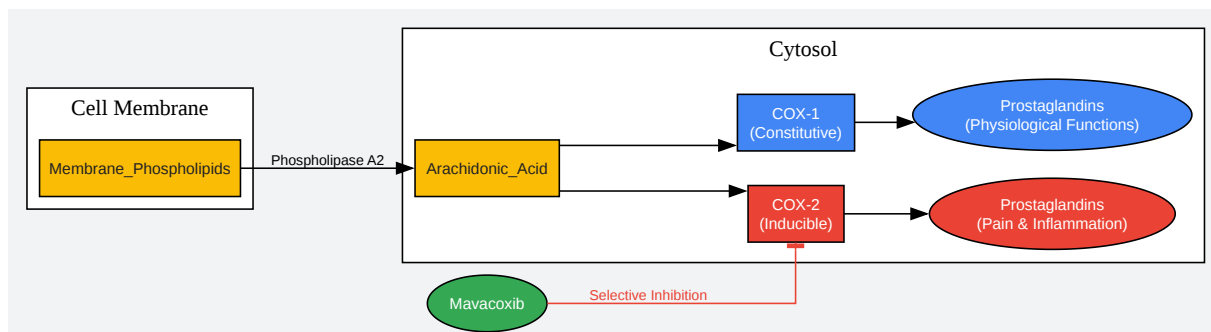 Cytosol
Cell Membrane
COX-1
(Constitutive)
Prostaglandins
(Physiological Functions)
Membrane_Phospholipids
Phospholipase A2
Arachidonic_Acid
COX-2
(Inducible)
Prostaglandins
(Pain & Inflammation)
Mavacoxib
Selective Inhibition